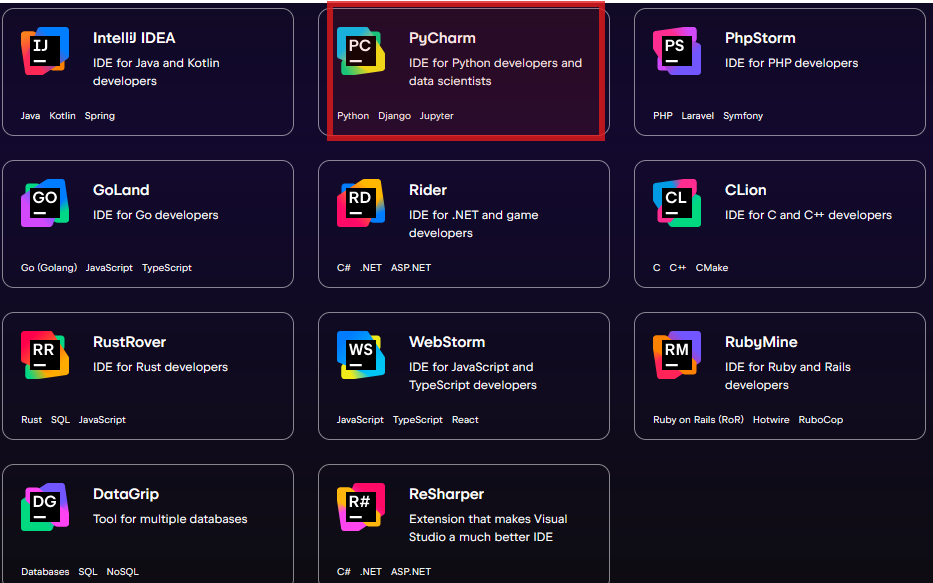 IJ
IntelliJ IDEA
IDE for Java and Kotlin
developers
Java Kotlin Spring
PC
PyCharm
IDE for Python developers and
data scientists
Python Django Jupyter
PS
PhpStorm
IDE for PHP developers
PHP Laravel Symfony
GO
GoLand
IDE for Go developers
Go (Golang) JavaScript TypeScript
RD
Rider
IDE for .NET and game
developers
C# .NET ASP.NET
CL
CLion
IDE for C and C++ developers
C C++ CMake
RR
RustRover
IDE for Rust developers
Rust SQL JavaScript
WS
WebStorm
IDE for JavaScript and
TypeScript developers
JavaScript TypeScript React
RM
RubyMine
IDE for Ruby and Rails
developers
Ruby on Rails (RoR) Hotwire RuboCop
DG
DataGrip
Tool for multiple databases
Databases SQL NoSQL
R#
ReSharper
Extension that makes Visual
Studio a much better IDE
C# .NET ASP.NET